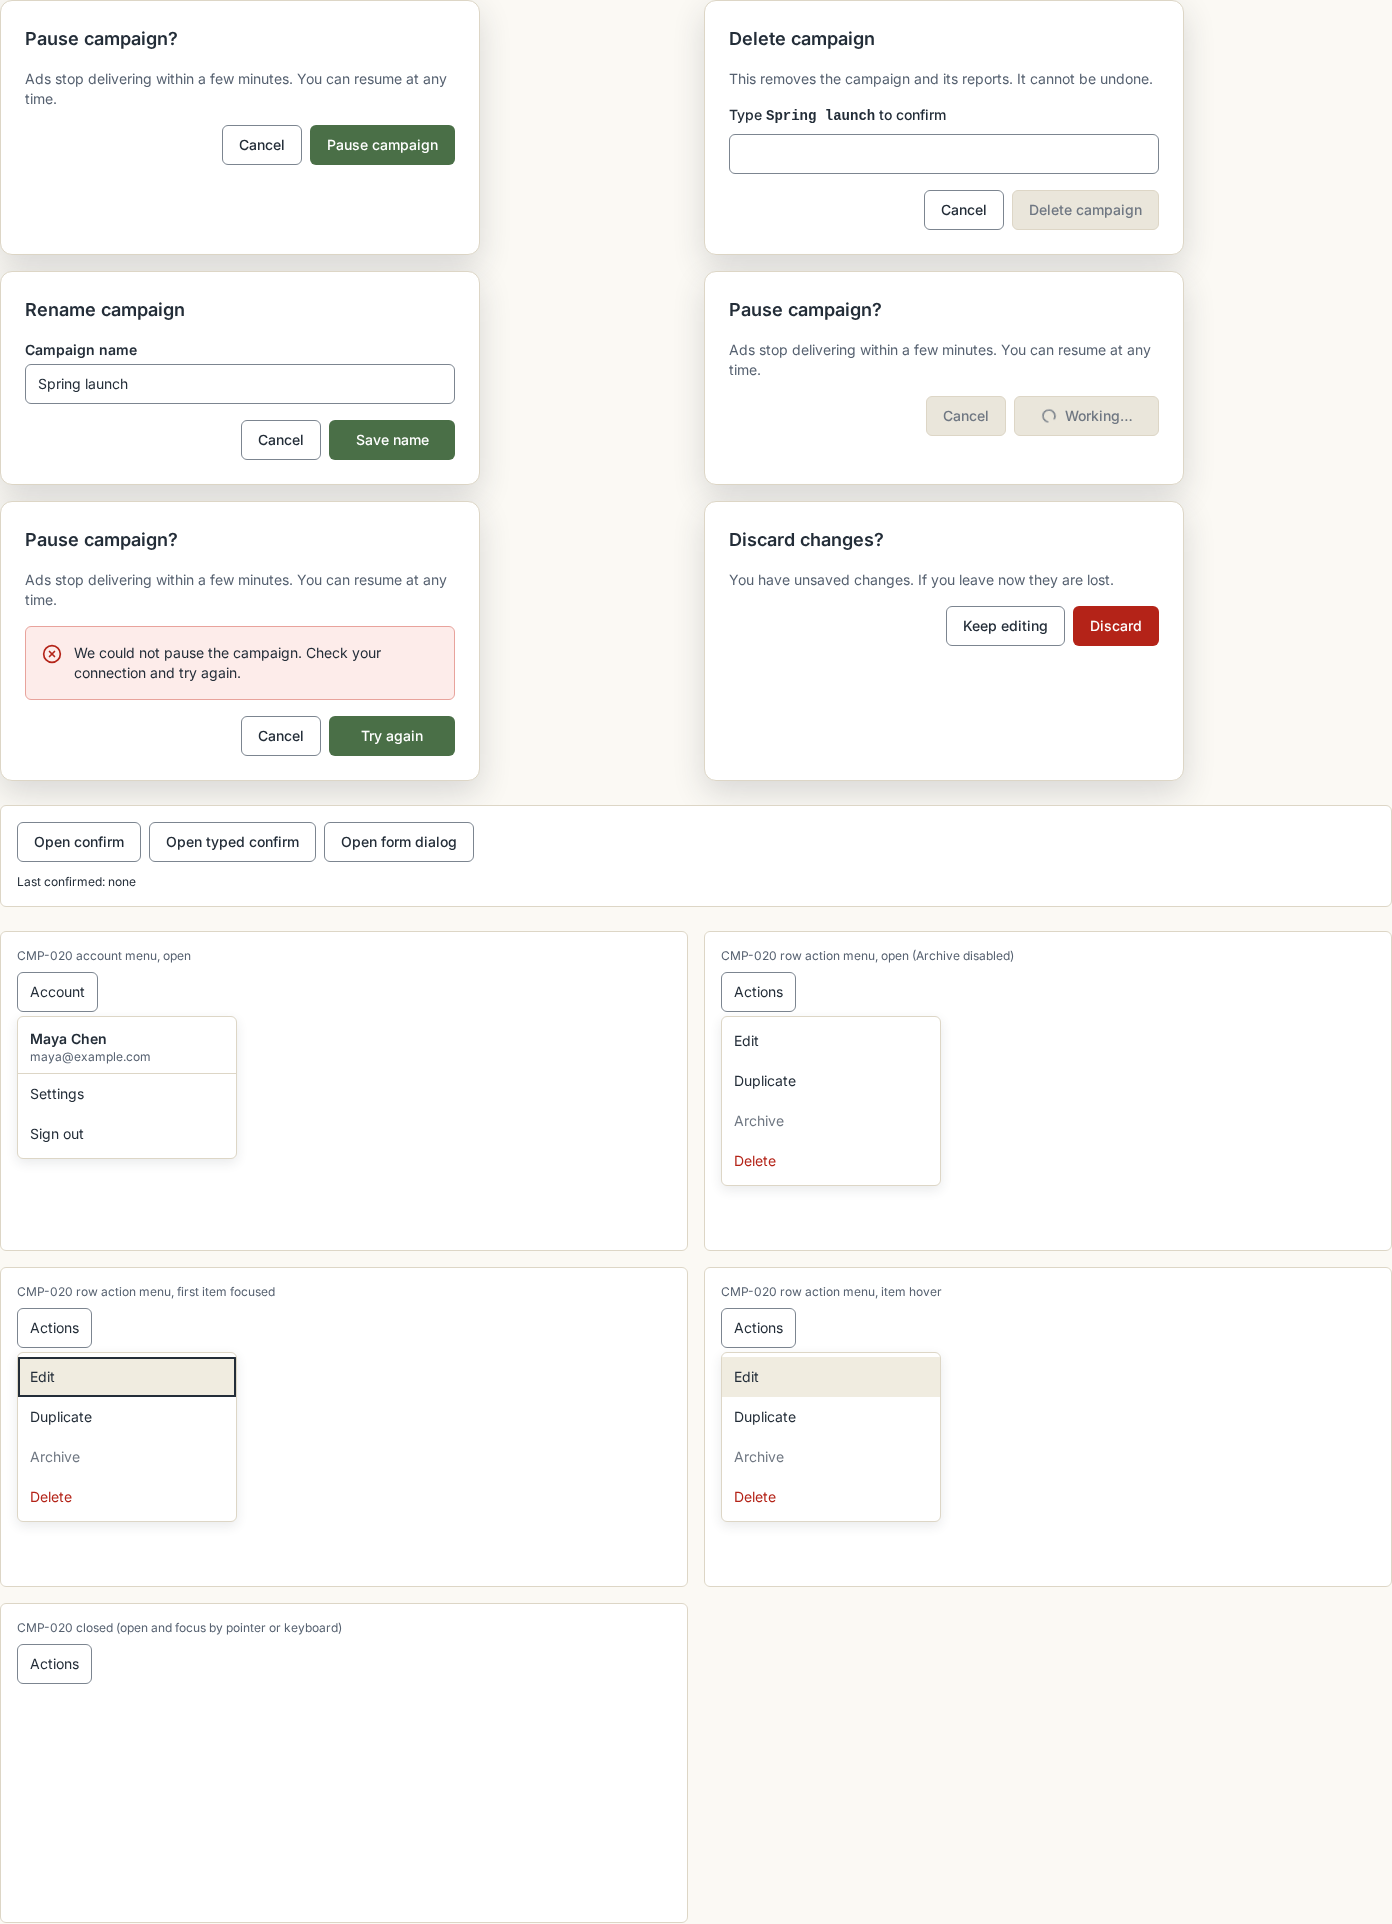 Pause campaign?
Ads stop delivering within a few minutes. You can resume at any
time.
Cancel
Pause campaign
Delete campaign
This removes the campaign and its reports. It cannot be undone.
Type Spring launch to confirm
Cancel
Delete campaign
Rename campaign
Campaign name
Spring launch
Cancel
Save name
Pause campaign?
Ads stop delivering within a few minutes. You can resume at any
time.
Cancel
Working...
Pause campaign?
Ads stop delivering within a few minutes. You can resume at any
time.
We could not pause the campaign. Check your
connection and try again.
Cancel
Try again
Discard changes?
You have unsaved changes. If you leave now they are lost.
Keep editing
Discard
Open confirm
Open typed confirm
Open form dialog
Last confirmed: none
CMP-020 account menu, open
Account
Maya Chen
maya@example.com
Settings
Sign out
CMP-020 row action menu, open (Archive disabled)
Actions
Edit
Duplicate
Archive
Delete
CMP-020 row action menu, first item focused
Actions
Edit
Duplicate
Archive
Delete
CMP-020 row action menu, item hover
Actions
Edit
Duplicate
Archive
Delete
CMP-020 closed (open and focus by pointer or keyboard)
Actions